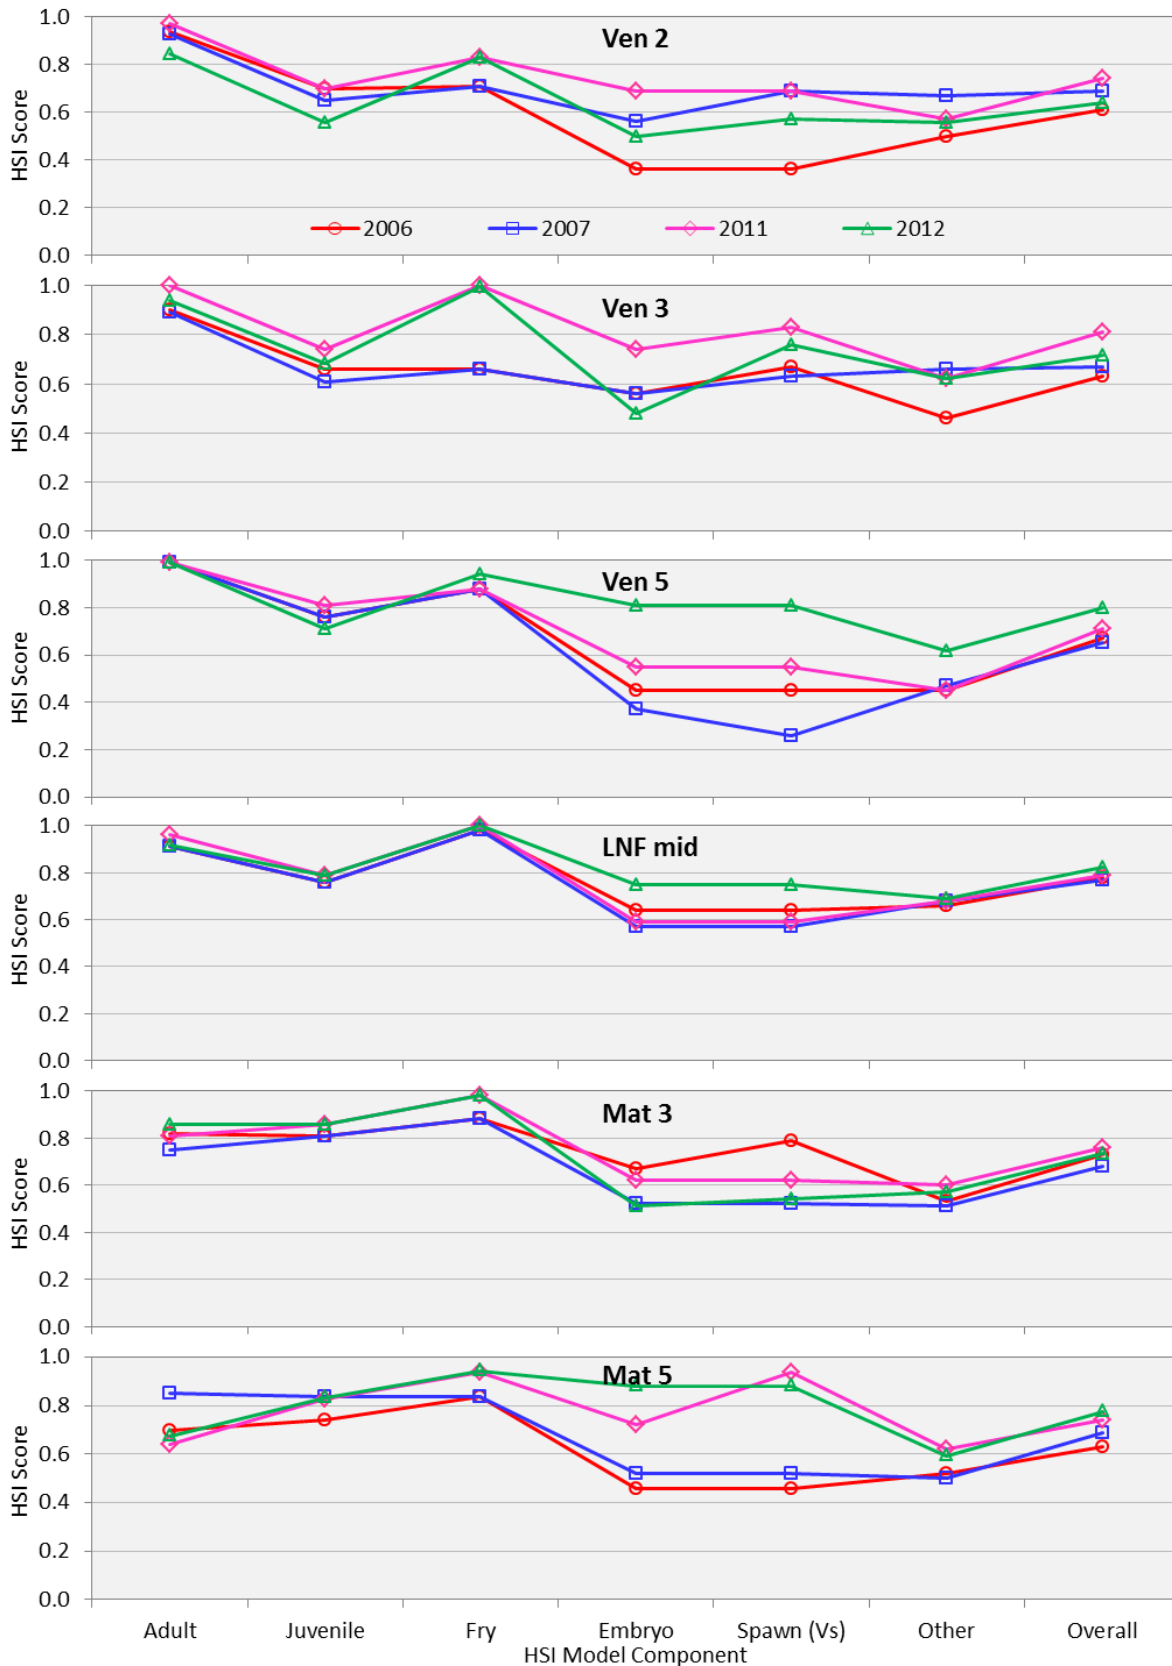 1.0
0.8
0.6
0.4
0.2
0.0
HSI Score
Ven 2
2006 2007 2011 2012
1.0
0.8
0.6
0.4
0.2
0.0
HSI Score
Ven 3
1.0
0.8
0.6
0.4
0.2
0.0
HSI Score
Ven 5
1.0
0.8
0.6
0.4
0.2
0.0
HSI Score
LNF mid
1.0
0.8
0.6
0.4
0.2
0.0
HSI Score
Mat 3
1.0
0.8
0.6
0.4
0.2
0.0
HSI Score
Mat 5
Adult Juvenile Fry Embryo Spawn (Vs) Other Overall
HSI Model Component